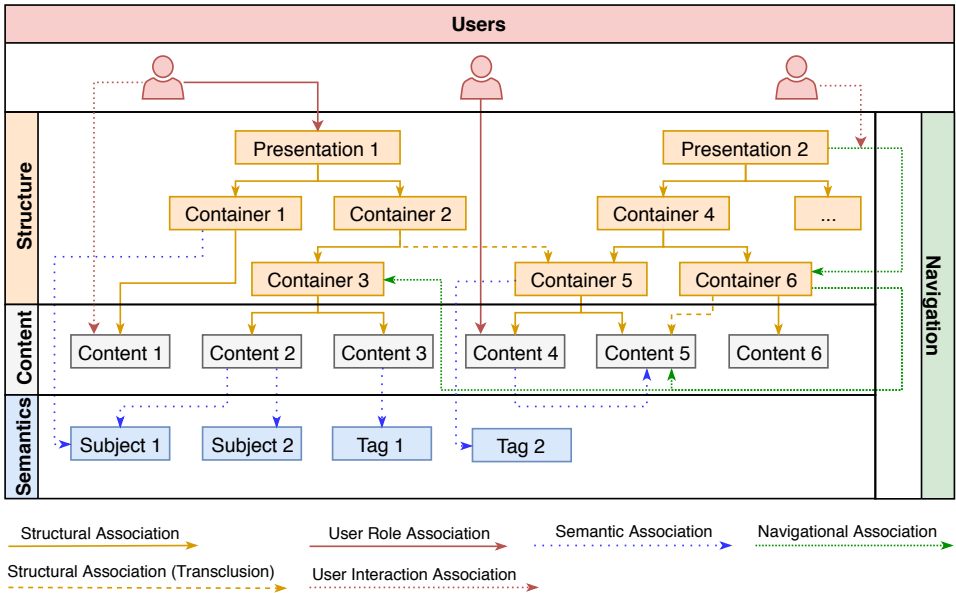 Users
Structure
Presentation 1
Presentation 2
Container 1
Container 2
Container 4
...
Container 3
Container 5
Container 6
Navigation
Content
Content 1
Content 2
Content 3
Content 4
Content 5
Content 6
Semantics
Subject 1
Subject 2
Tag 1
Tag 2
Structural Association
User Role Association
Semantic Association
Navigational Association
Structural Association (Transclusion)
User Interaction Association